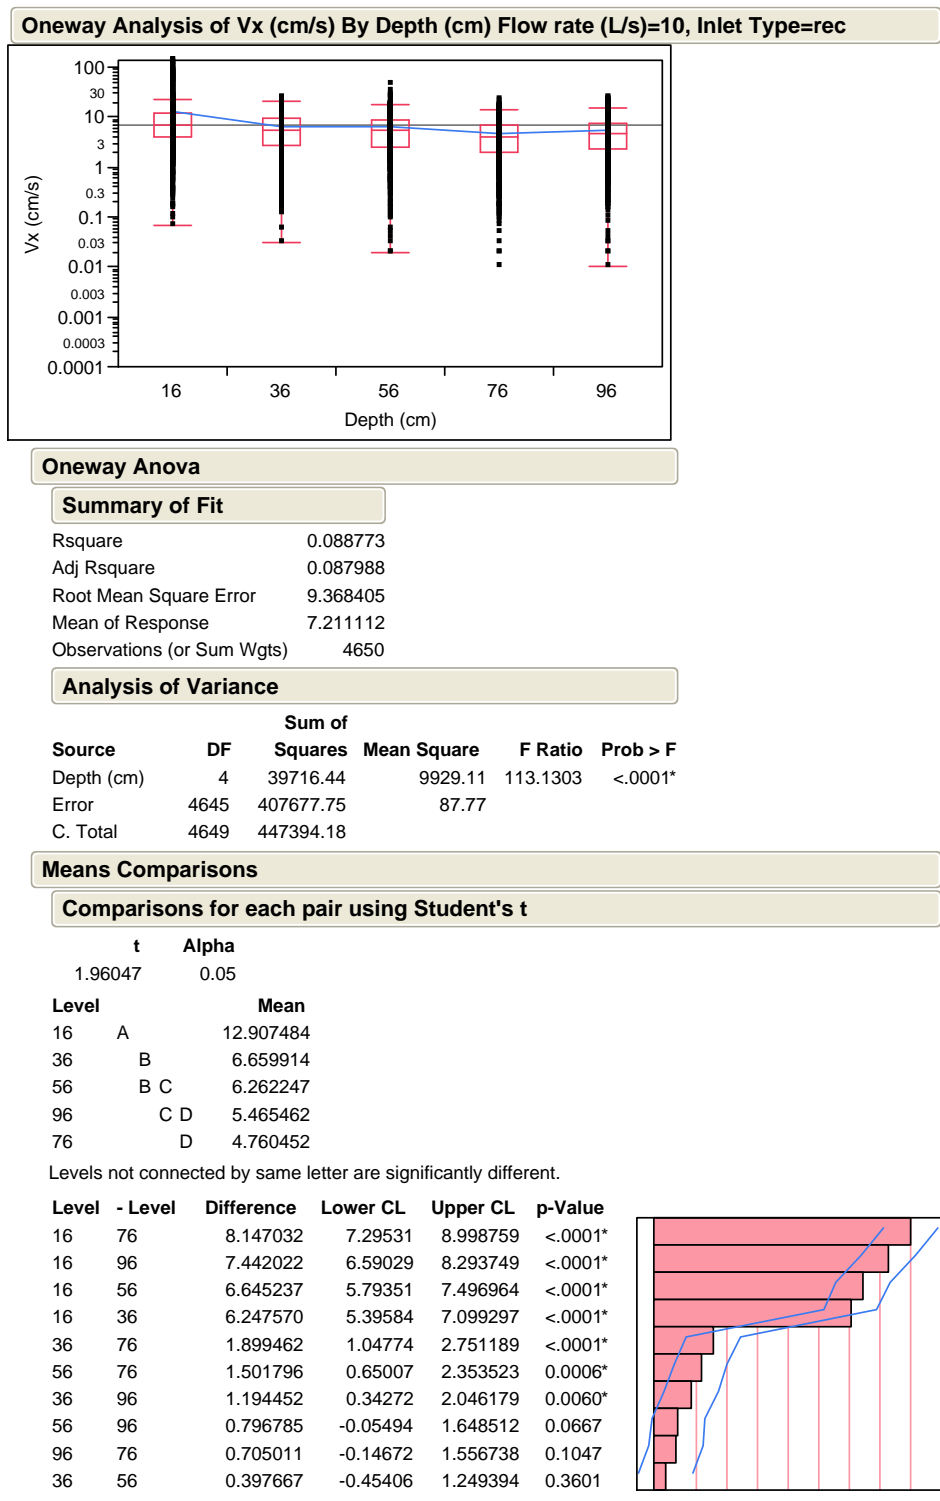 Oneway Analysis of Vx (cm/s) By Depth (cm) Flow rate (L/s)=10, Inlet Type=rec
100
30
10
3
1
0.3
0.1
0.03
0.01
0.003
0.001
0.0003
0.0001
Vx (cm/s)
16 36 56 76 96
Depth (cm)
Oneway Anova
Summary of Fit
Rsquare 0.088773
Adj Rsquare 0.087988
Root Mean Square Error 9.368405
Mean of Response 7.211112
Observations (or Sum Wgts) 4650
Analysis of Variance
Sum of
Source DF Squares Mean Square F Ratio Prob > F
Depth (cm) 4 39716.44 9929.11 113.1303 <.0001*
Error 4645 407677.75 87.77
C. Total 4649 447394.18
Means Comparisons
Comparisons for each pair using Student's t
t Alpha
1.96047 0.05
Level Mean
16 A 12.907484
36 B 6.659914
56 B C 6.262247
96 C D 5.465462
76 D 4.760452
Levels not connected by same letter are significantly different.
Level - Level Difference Lower CL Upper CL p-Value
16 76 8.147032 7.29531 8.998759 <.0001*
16 96 7.442022 6.59029 8.293749 <.0001*
16 56 6.645237 5.79351 7.496964 <.0001*
16 36 6.247570 5.39584 7.099297 <.0001*
36 76 1.899462 1.04774 2.751189 <.0001*
56 76 1.501796 0.65007 2.353523 0.0006*
36 96 1.194452 0.34272 2.046179 0.0060*
56 96 0.796785 -0.05494 1.648512 0.0667
96 76 0.705011 -0.14672 1.556738 0.1047
36 56 0.397667 -0.45406 1.249394 0.3601